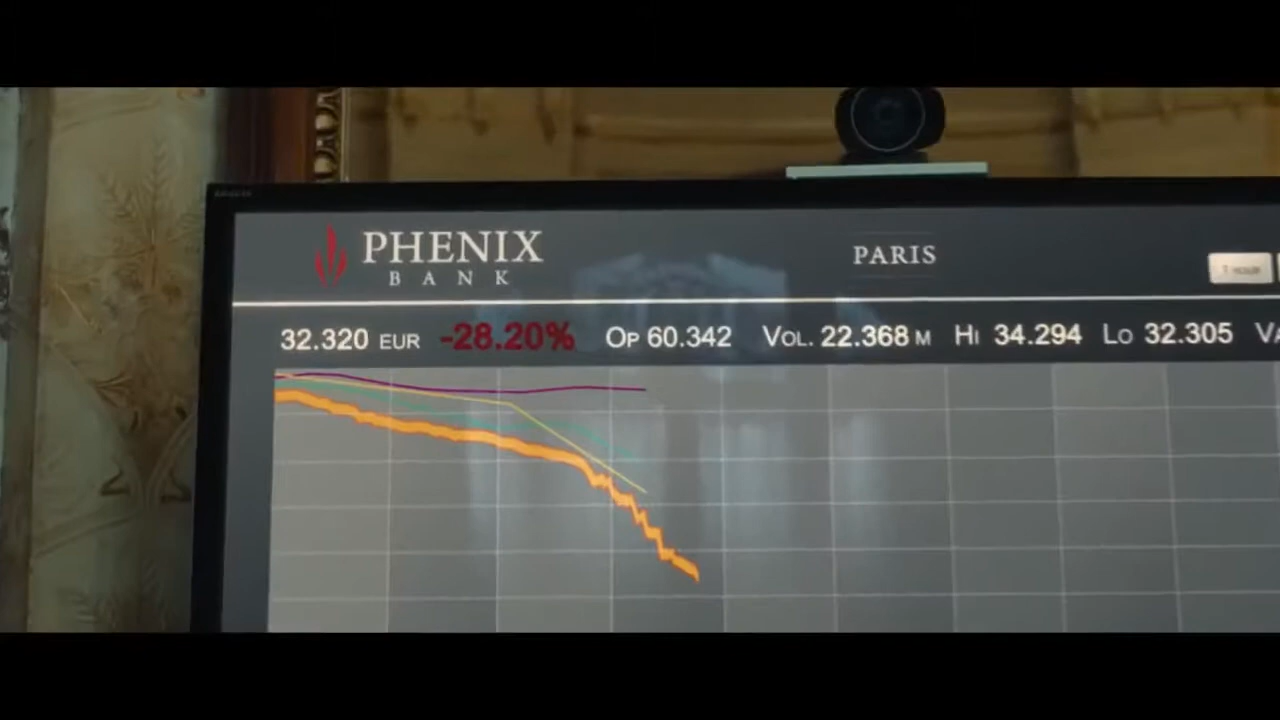 PHENIX
BANK
PARIS
32.320 EUR -28.20% OP 60.342 VOL. 22.368 M HI 34.294 LO 32.305